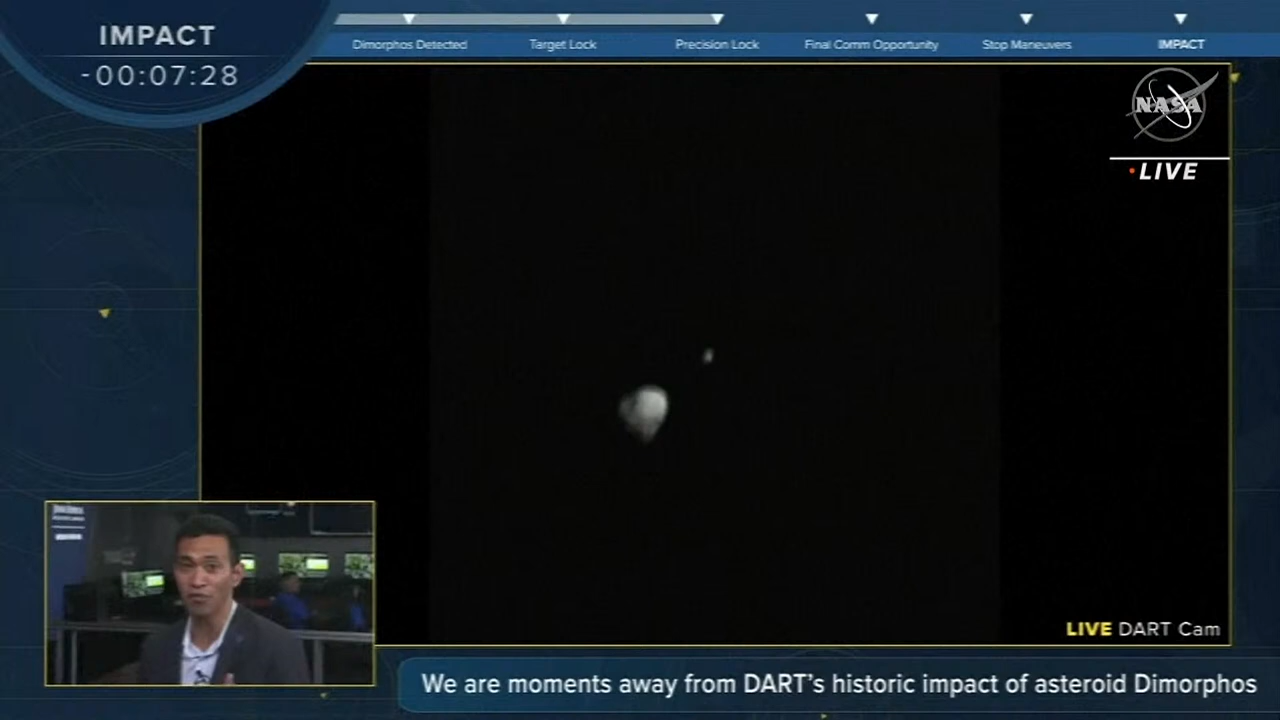 IMPACT
-00:07:28
Dimorphos Detected
Target Lock
Precision Lock
Final Comm Opportunity
Stop Maneuvers
IMPACT
NASA
LIVE
LIVE DART Cam
We are moments away from DART's historic impact of asteroid Dimorphos